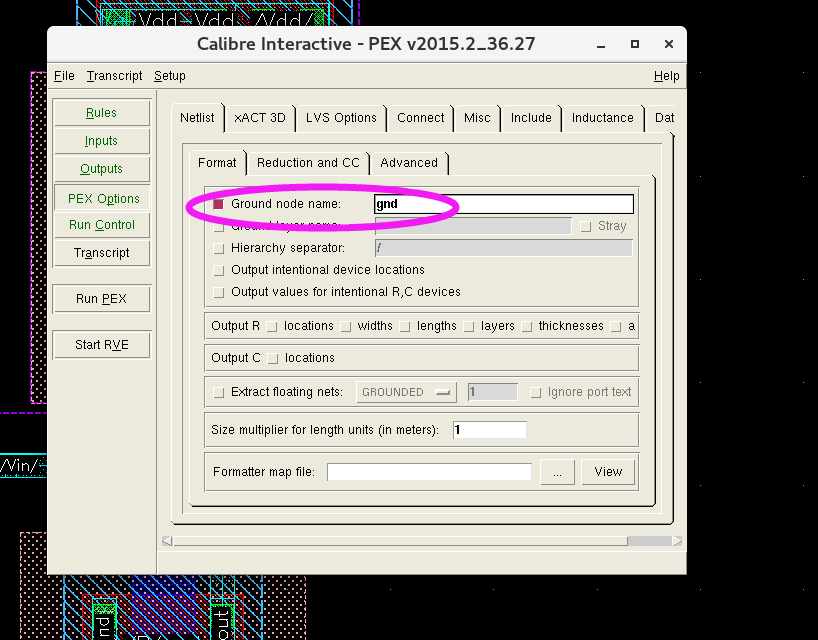 Vdd-Vdd /Vdd/
Calibre Interactive - PEX v2015.2_36.27
File Transcript Setup Help
Rules
Inputs
Outputs
PEX Options
Run Control
Transcript
Run PEX
Start RVE
Netlist xACT 3D LVS Options Connect Misc Include Inductance Dat
Format Reduction and CC Advanced
Ground node name: gnd
Ground layer name: Stray
Hierarchy separator: /
Output intentional device locations
Output values for intentional R,C devices
Output R locations widths lengths layers thicknesses a
Output C locations
Extract floating nets: GROUNDED 1 Ignore port text
Size multiplier for length units (in meters): 1
Formatter map file: ... View
/Vin/
nd
out